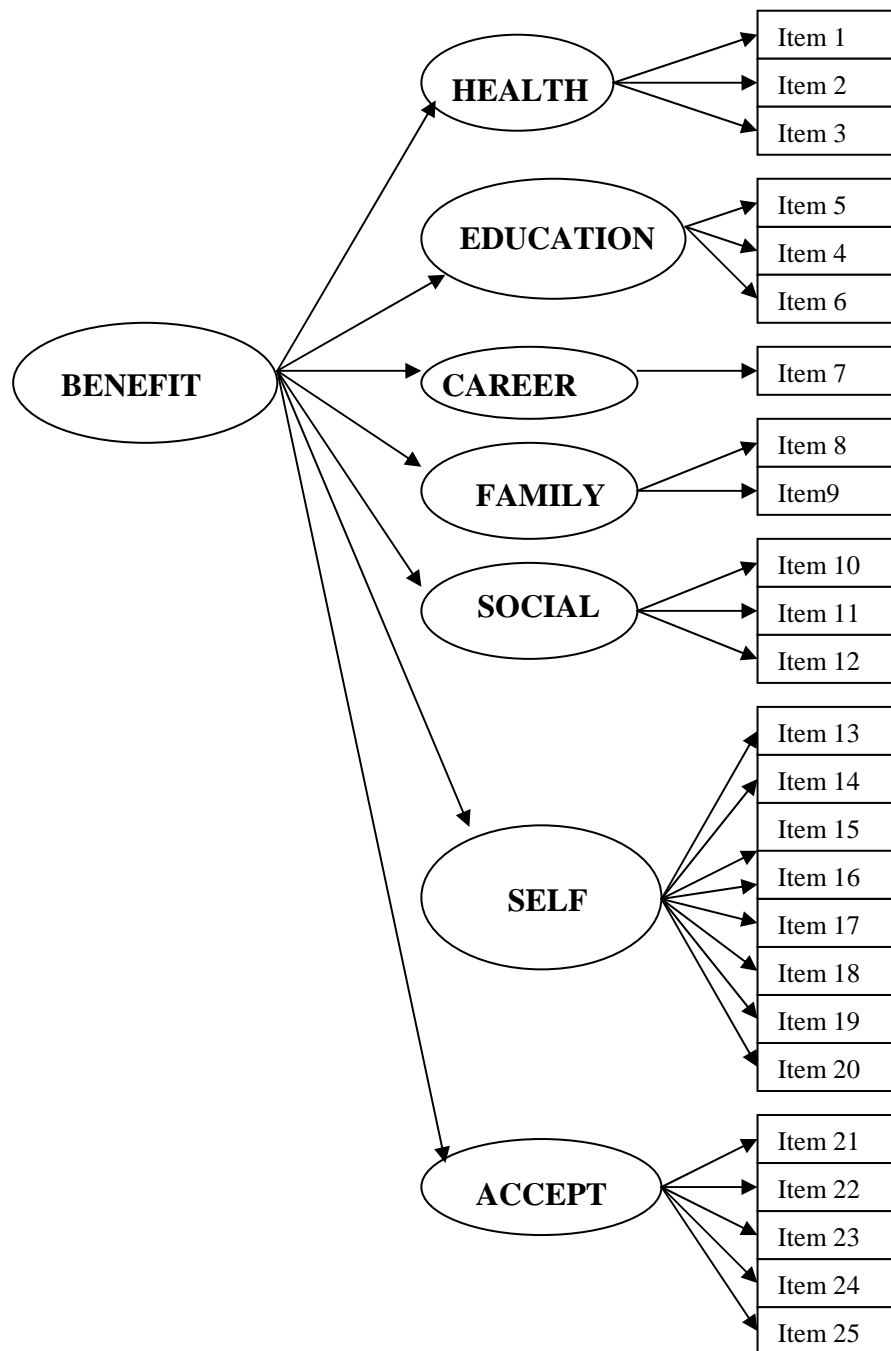 Item 1
HEALTH
Item 2
Item 3
Item 5
EDUCATION
Item 4
Item 6
BENEFIT
CAREER
Item 7
Item 8
FAMILY
Item9
Item 10
SOCIAL
Item 11
Item 12
Item 13
Item 14
Item 15
SELF
Item 16
Item 17
Item 18
Item 19
Item 20
Item 21
ACCEPT
Item 22
Item 23
Item 24
Item 25